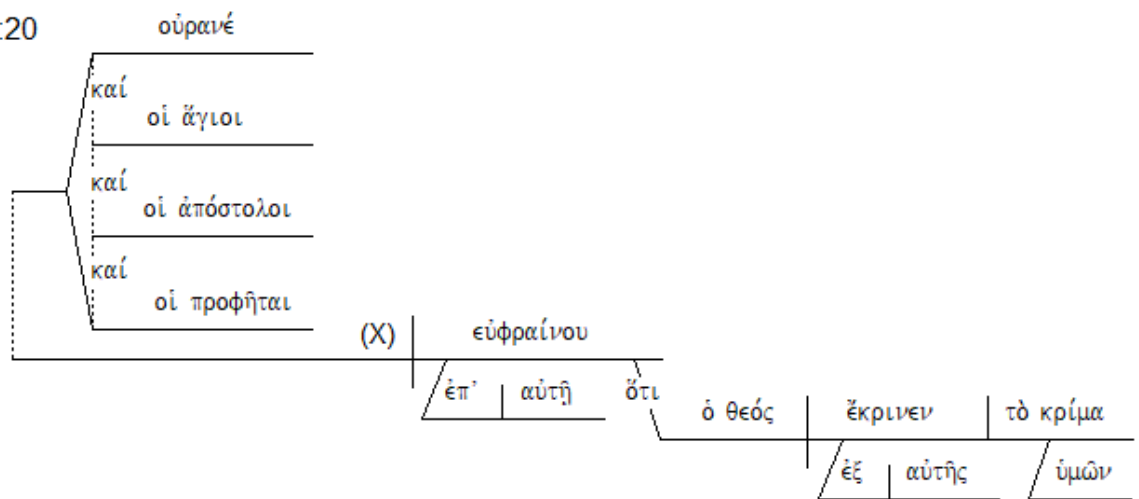 :20
οὐρανέ
καί
οἱ ἅγιοι
καί
οἱ ἀπόστολοι
καί
οἱ προφῆται
(X) εὐφραίνου
ἐπ' αὐτῇ ὅτι
ὁ θεός ἔκρινεν τὸ κρίμα
ἐξ αὐτῆς ὑμῶν